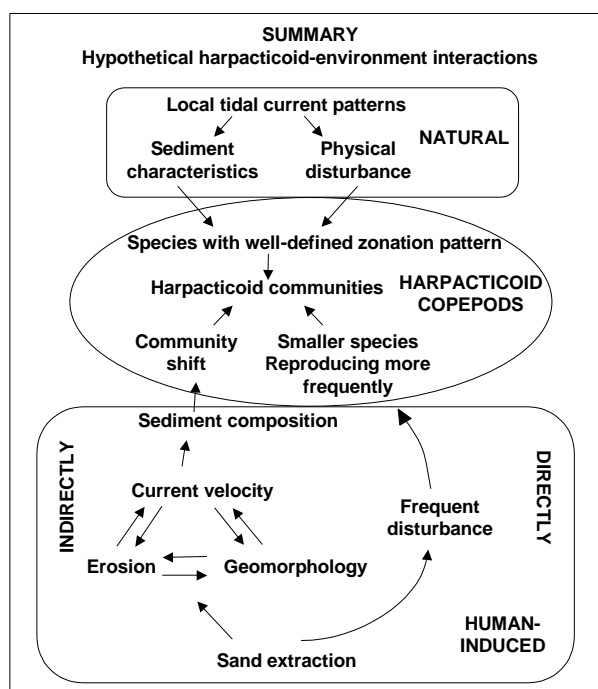 SUMMARY
Hypothetical harpacticoid-environment interactions
Local tidal current patterns
NATURAL
Sediment
characteristics
Physical
disturbance
Species with well-defined zonation pattern
Harpacticoid communities
HARPACTICOID
COPEPODS
Community
shift
Smaller species
Reproducing more
frequently
Sediment composition
INDIRECTLY
DIRECTLY
Current velocity
Frequent
disturbance
Erosion
Geomorphology
HUMAN-
INDUCED
Sand extraction